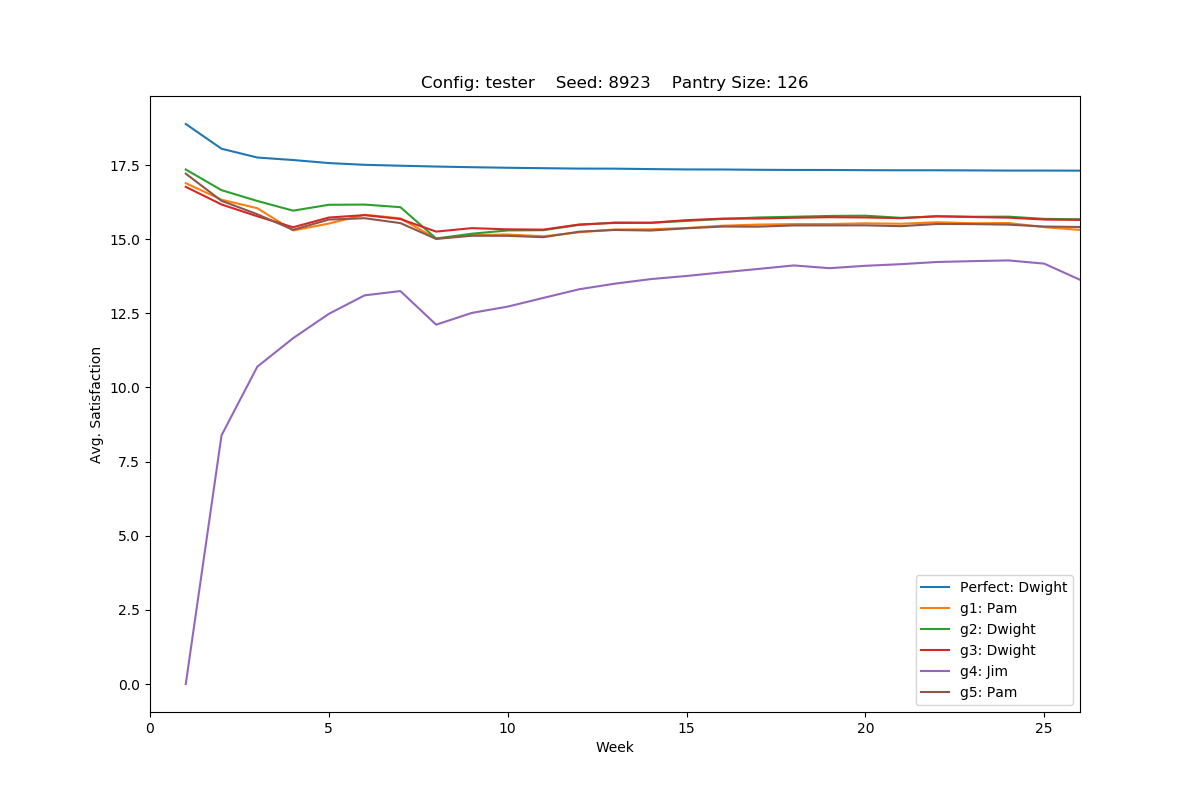 Config: tester    Seed: 8923    Pantry Size: 126
17.5
15.0
12.5
10.0
7.5
5.0
2.5
0.0
Avg. Satisfaction
Perfect: Dwight
g1: Pam
g2: Dwight
g3: Dwight
g4: Jim
g5: Pam
0 5 10 15 20 25
Week